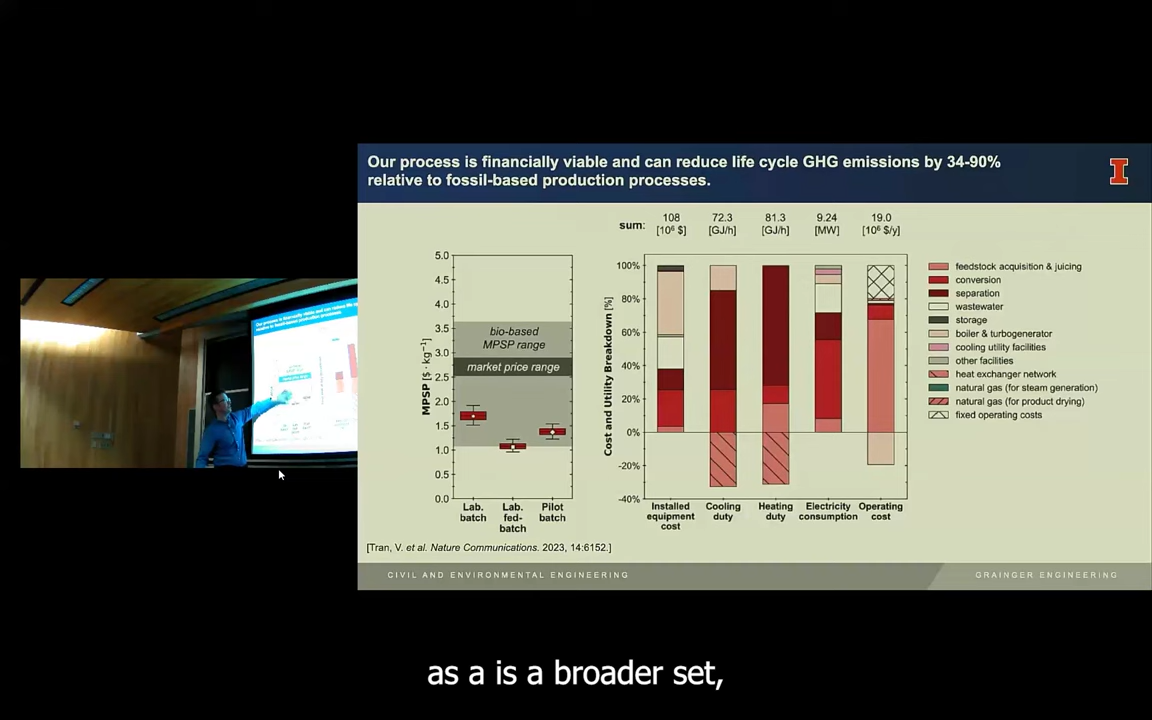 Our process is financially viable and can reduce life cycle GHG emissions by 34-90%
relative to fossil-based production processes.
sum:
108
[10⁶ $]
72.3
[GJ/h]
81.3
[GJ/h]
9.24
[MW]
19.0
[10⁶ $/y]
MPSP [$ · kg⁻¹]
5.0
4.5
4.0
3.5
3.0
2.5
2.0
1.5
1.0
0.5
0.0
bio-based
MPSP range
market price range
Lab.
batch
Lab.
fed-
batch
Pilot
batch
Cost and Utility Breakdown [%]
100%
80%
60%
40%
20%
0%
-20%
-40%
Installed
equipment
cost
Cooling
duty
Heating
duty
Electricity
consumption
Operating
cost
feedstock acquisition & juicing
conversion
separation
wastewater
storage
boiler & turbogenerator
cooling utility facilities
other facilities
heat exchanger network
natural gas (for steam generation)
natural gas (for product drying)
fixed operating costs
[Tran, V. et al. Nature Communications. 2023, 14:6152.]
CIVIL AND ENVIRONMENTAL ENGINEERING
GRAINGER ENGINEERING
as a is a broader set,